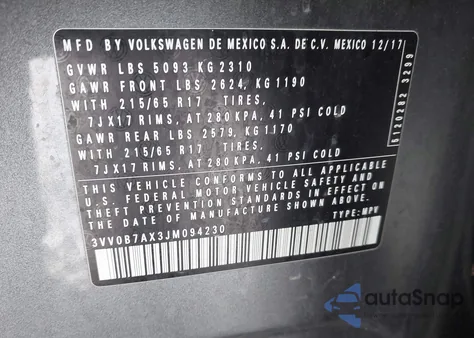 MFD BY VOLKSWAGEN DE MEXICO S.A. DE C.V. MEXICO 12/17
GVWR LBS 5093 KG 2310
GAWR FRONT LBS 2624, KG 1190
WITH 215/65 R17 TIRES,
7JX17 RIMS, AT 280 KPA, 41 PSI COLD
GAWR REAR LBS 2579, KG 1170
WITH 215/65 R17 TIRES,
7JX17 RIMS, AT 280 KPA, 41 PSI COLD
THIS VEHICLE CONFORMS TO ALL APPLICABLE
U.S. FEDERAL MOTOR VEHICLE SAFETY AND
THEFT PREVENTION STANDARDS IN EFFECT ON THE
DATE OF MANUFACTURE SHOWN ABOVE.
3VV0B7AX3JM094230 TYPE: MPV
5120282 3299
autoSnap